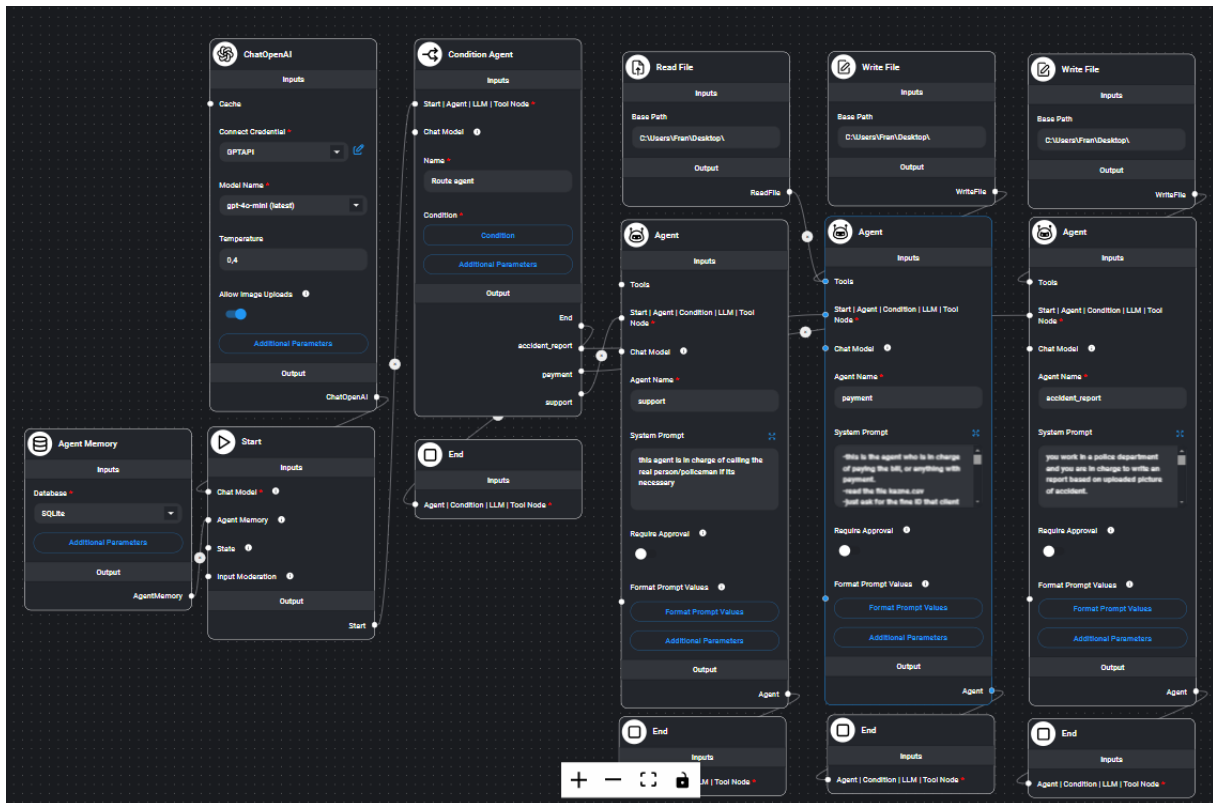 ChatOpenAI
Inputs
Cache
Connect Credential *
GPTAPI
Model Name *
gpt-4o-mini (latest)
Temperature
0,4
Allow Image Uploads
Additional Parameters
Output
ChatOpenAI
Condition Agent
Inputs
Start | Agent | LLM | Tool Node *
Chat Model
Name *
Route agent
Condition *
Condition
Additional Parameters
Output
End
accident_report
payment
support
Read File
Inputs
Base Path
C:\Users\Fran\Desktop\
Output
ReadFile
Write File
Inputs
Base Path
C:\Users\Fran\Desktop\
Output
WriteFile
Write File
Inputs
Base Path
C:\Users\Fran\Desktop\
Output
WriteFile
Agent Memory
Inputs
Database *
SQLite
Additional Parameters
Output
AgentMemory
Start
Inputs
Chat Model *
Agent Memory
State
Input Moderation
Output
Start
End
Inputs
Agent | Condition | LLM | Tool Node *
Agent
Inputs
Tools
Start | Agent | Condition | LLM | Tool
Node *
Chat Model
Agent Name *
support
System Prompt
this agent is in charge of calling the
real person/policeman if its
necessary
Require Approval
Format Prompt Values
Format Prompt Values
Additional Parameters
Output
Agent
Agent
Inputs
Tools
Start | Agent | Condition | LLM | Tool
Node *
Chat Model
Agent Name *
payment
System Prompt
-this is the agent who is in charge
of paying the bill, or anything with
payment.
-read the file kazne.csv
-just ask for the fine ID that client
Require Approval
Format Prompt Values
Format Prompt Values
Additional Parameters
Output
Agent
Agent
Inputs
Tools
Start | Agent | Condition | LLM | Tool
Node *
Chat Model
Agent Name *
accident_report
System Prompt
you work in a police department
and you are in charge to write an
report based on uploaded picture
of accident.
Require Approval
Format Prompt Values
Format Prompt Values
Additional Parameters
Output
Agent
End
Inputs
LLM | Tool Node *
End
Inputs
Agent | Condition | LLM | Tool Node *
End
Inputs
Agent | Condition | LLM | Tool Node *